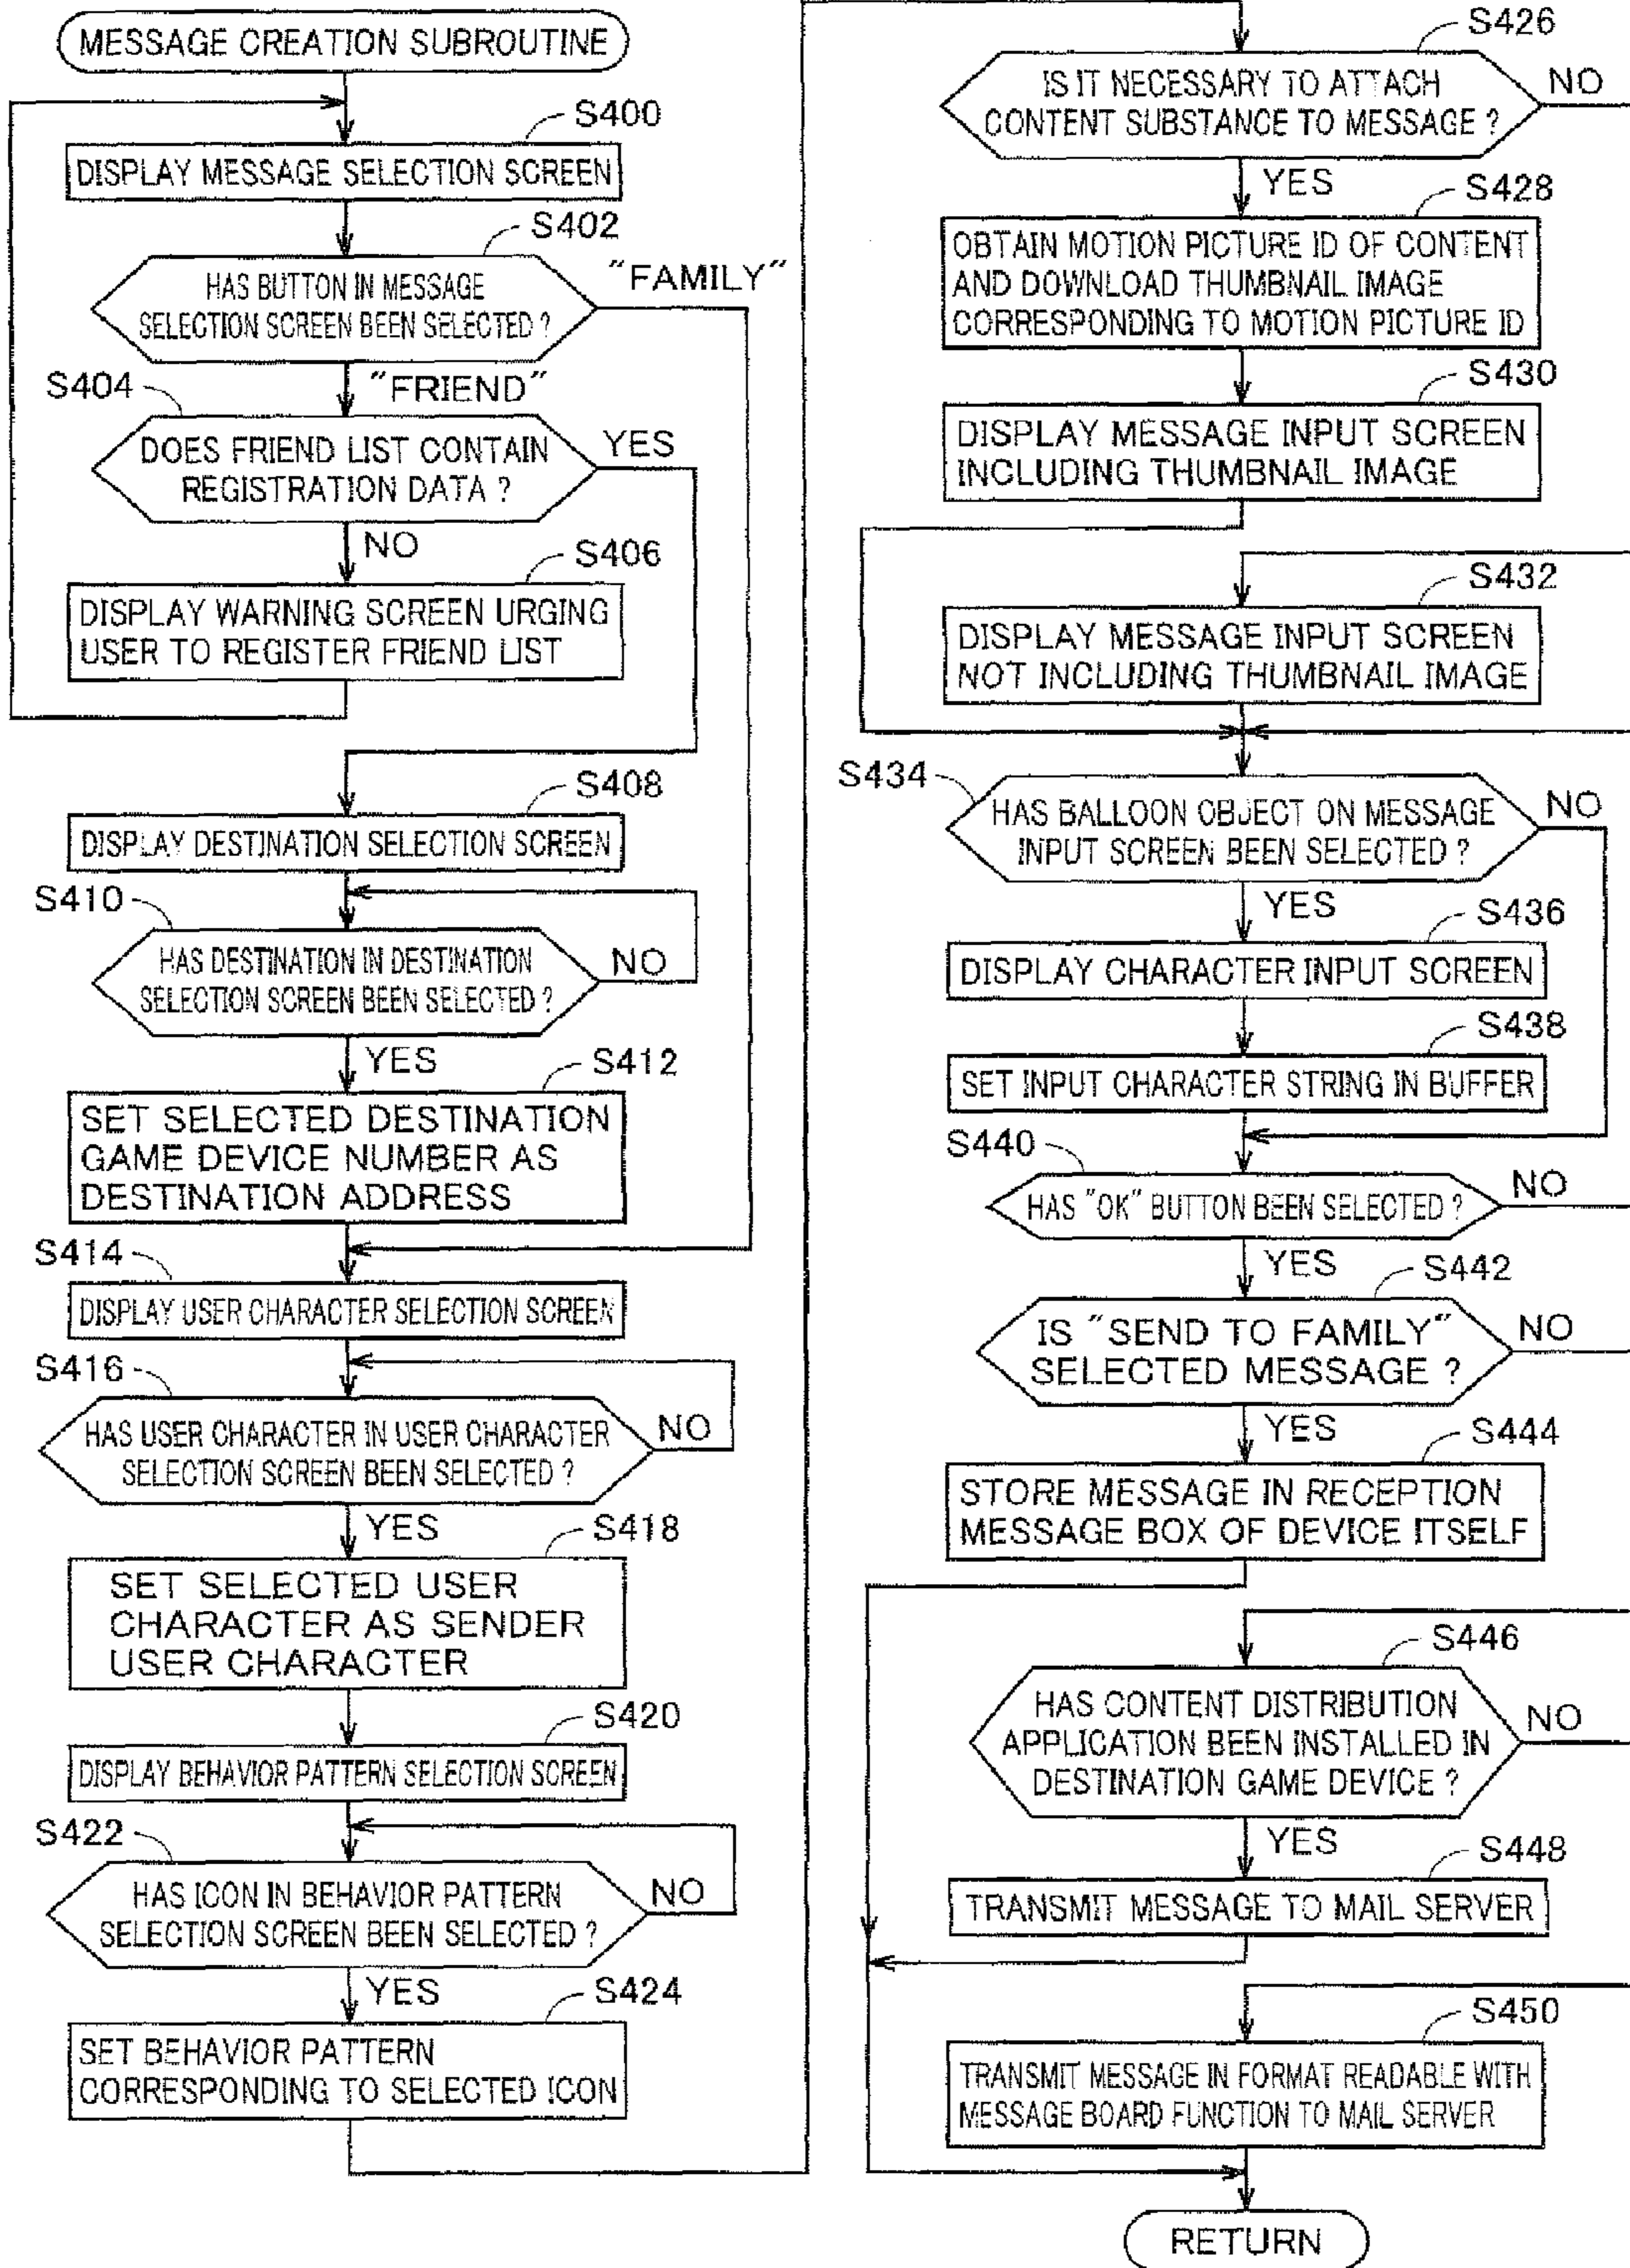 MESSAGE CREATION SUBROUTINE
S400
DISPLAY MESSAGE SELECTION SCREEN
S402
HAS BUTTON IN MESSAGE
SELECTION SCREEN BEEN SELECTED ?
"FAMILY"
"FRIEND"
S404
DOES FRIEND LIST CONTAIN
REGISTRATION DATA ?
YES
NO
S406
DISPLAY WARNING SCREEN URGING
USER TO REGISTER FRIEND LIST
S408
DISPLAY DESTINATION SELECTION SCREEN
S410
HAS DESTINATION IN DESTINATION
SELECTION SCREEN BEEN SELECTED ?
NO
YES
S412
SET SELECTED DESTINATION
GAME DEVICE NUMBER AS
DESTINATION ADDRESS
S414
DISPLAY USER CHARACTER SELECTION SCREEN
S416
HAS USER CHARACTER IN USER CHARACTER
SELECTION SCREEN BEEN SELECTED ?
NO
YES
S418
SET SELECTED USER
CHARACTER AS SENDER
USER CHARACTER
S420
DISPLAY BEHAVIOR PATTERN SELECTION SCREEN
S422
HAS ICON IN BEHAVIOR PATTERN
SELECTION SCREEN BEEN SELECTED ?
NO
YES
S424
SET BEHAVIOR PATTERN
CORRESPONDING TO SELECTED ICON
S426
IS IT NECESSARY TO ATTACH
CONTENT SUBSTANCE TO MESSAGE ?
NO
YES
S428
OBTAIN MOTION PICTURE ID OF CONTENT
AND DOWNLOAD THUMBNAIL IMAGE
CORRESPONDING TO MOTION PICTURE ID
S430
DISPLAY MESSAGE INPUT SCREEN
INCLUDING THUMBNAIL IMAGE
S432
DISPLAY MESSAGE INPUT SCREEN
NOT INCLUDING THUMBNAIL IMAGE
S434
HAS BALLOON OBJECT ON MESSAGE
INPUT SCREEN BEEN SELECTED ?
NO
YES
S436
DISPLAY CHARACTER INPUT SCREEN
S438
SET INPUT CHARACTER STRING IN BUFFER
S440
HAS "OK" BUTTON BEEN SELECTED ?
NO
YES
S442
IS "SEND TO FAMILY"
SELECTED MESSAGE ?
NO
YES
S444
STORE MESSAGE IN RECEPTION
MESSAGE BOX OF DEVICE ITSELF
S446
HAS CONTENT DISTRIBUTION
APPLICATION BEEN INSTALLED IN
DESTINATION GAME DEVICE ?
NO
YES
S448
TRANSMIT MESSAGE TO MAIL SERVER
S450
TRANSMIT MESSAGE IN FORMAT READABLE WITH
MESSAGE BOARD FUNCTION TO MAIL SERVER
RETURN